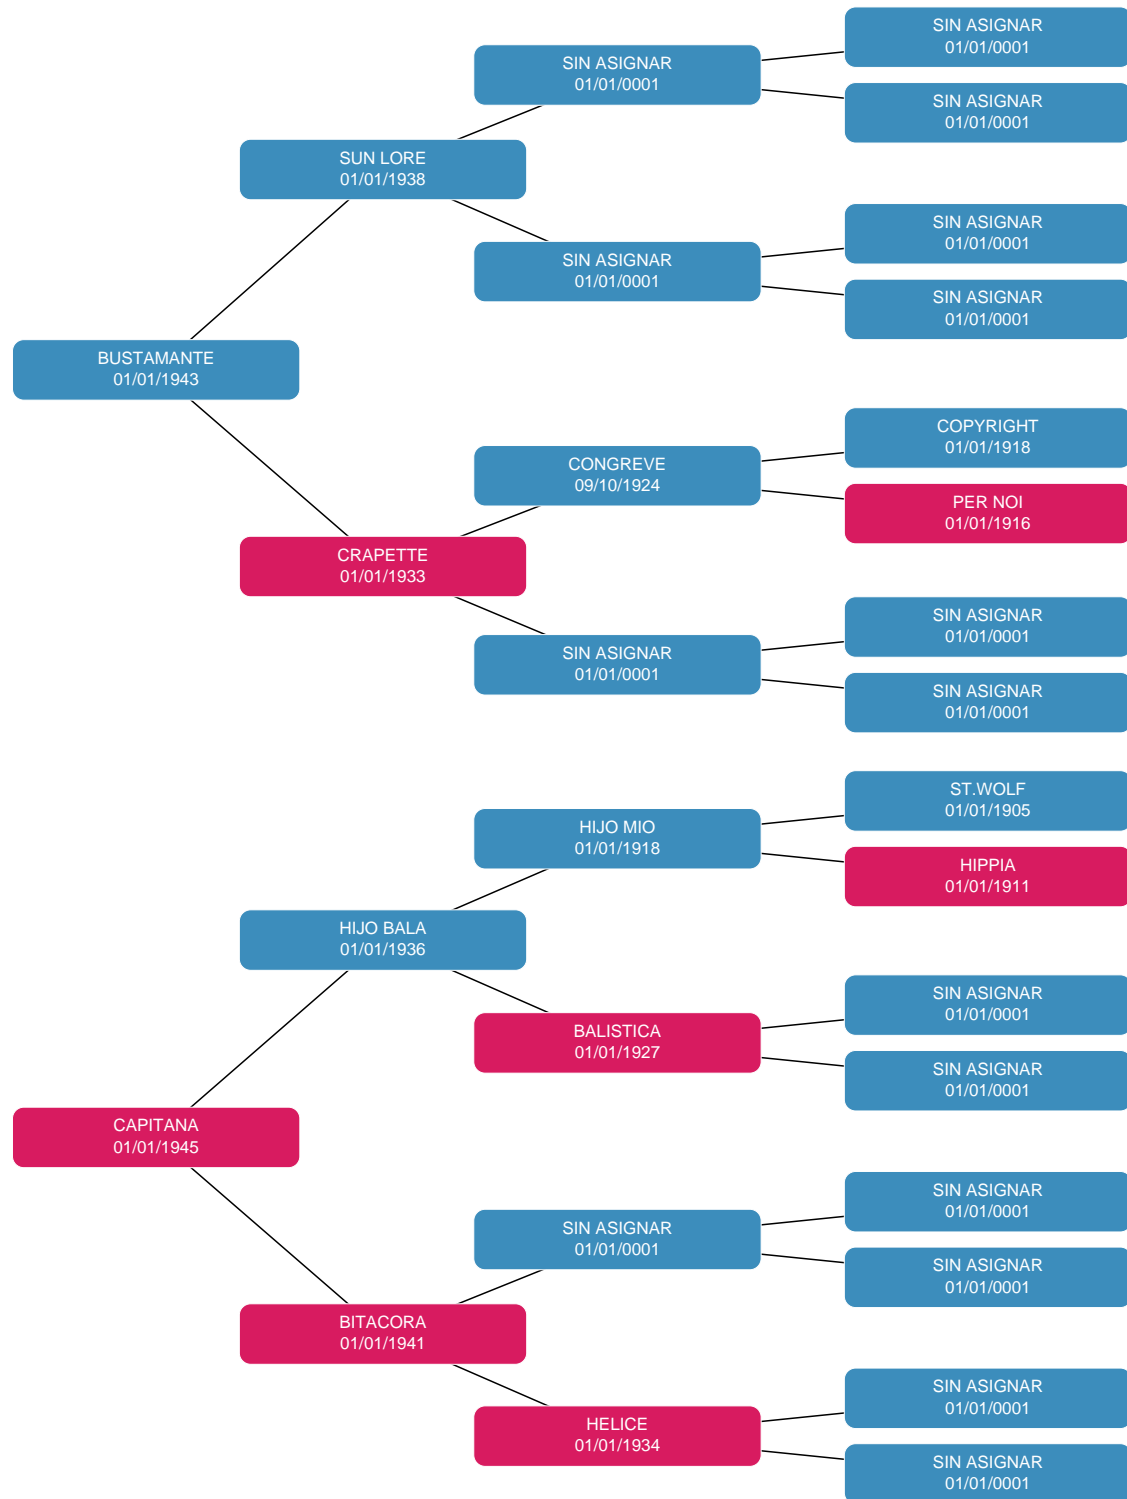 SIN ASIGNAR
01/01/0001
SIN ASIGNAR
01/01/0001
SIN ASIGNAR
01/01/0001
SUN LORE
01/01/1938
SIN ASIGNAR
01/01/0001
SIN ASIGNAR
01/01/0001
SIN ASIGNAR
01/01/0001
BUSTAMANTE
01/01/1943
COPYRIGHT
01/01/1918
CONGREVE
09/10/1924
PER NOI
01/01/1916
CRAPETTE
01/01/1933
SIN ASIGNAR
01/01/0001
SIN ASIGNAR
01/01/0001
SIN ASIGNAR
01/01/0001
ST.WOLF
01/01/1905
HIJO MIO
01/01/1918
HIPPIA
01/01/1911
HIJO BALA
01/01/1936
SIN ASIGNAR
01/01/0001
BALISTICA
01/01/1927
SIN ASIGNAR
01/01/0001
CAPITANA
01/01/1945
SIN ASIGNAR
01/01/0001
SIN ASIGNAR
01/01/0001
SIN ASIGNAR
01/01/0001
BITACORA
01/01/1941
SIN ASIGNAR
01/01/0001
HELICE
01/01/1934
SIN ASIGNAR
01/01/0001